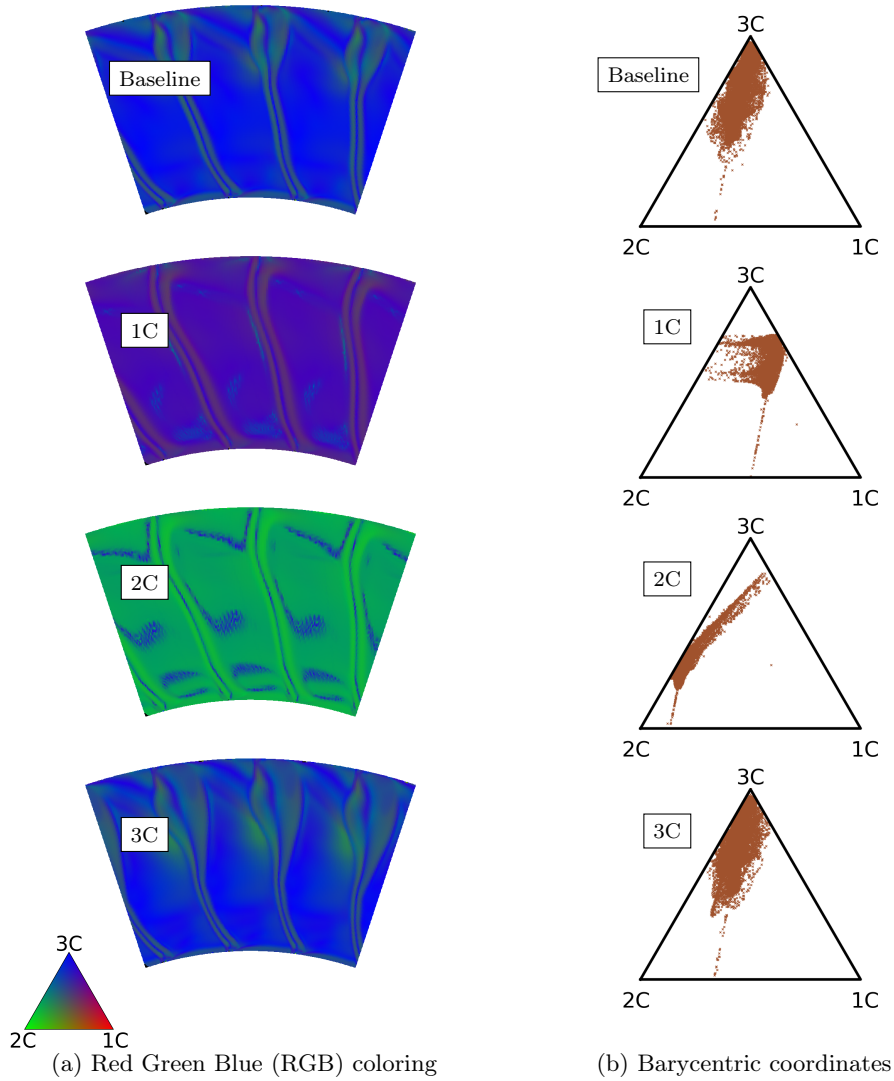 Baseline
3C
Baseline
2C
1C
1C
3C
1C
2C
1C
2C
3C
2C
2C
1C
3C
3C
3C
2C
1C
3C
2C
1C
(a) Red Green Blue (RGB) coloring
(b) Barycentric coordinates